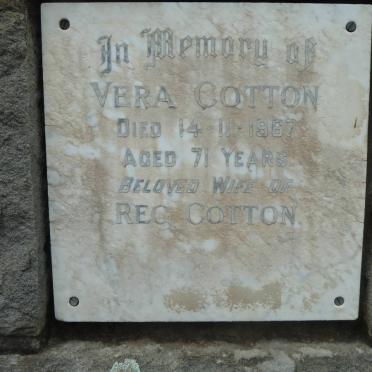 In Memory of
VERA COTTON
DIED 14·11·1967
AGED 71 YEARS
BELOVED WIFE OF
REG COTTON